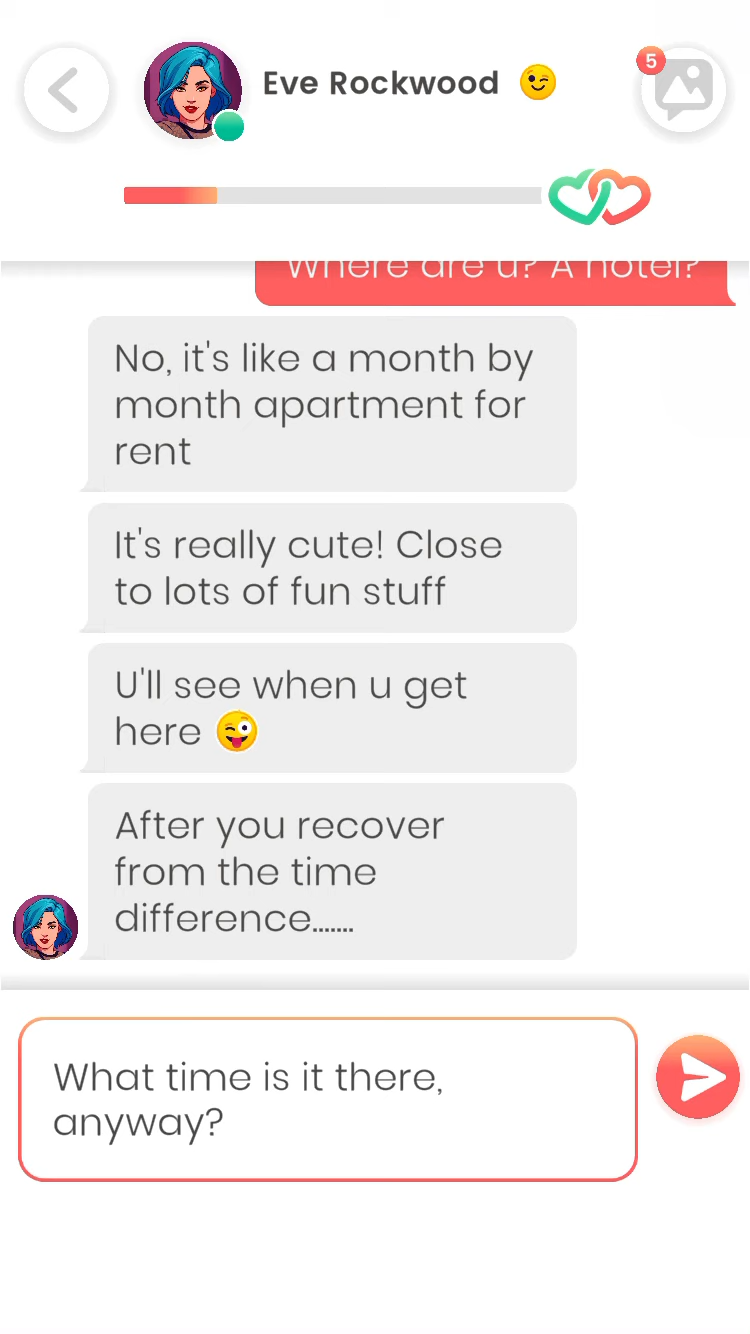 Eve Rockwood
5
Where are u? A hotel?
No, it's like a month by
month apartment for
rent
It's really cute! Close
to lots of fun stuff
U'll see when u get
here 😜
After you recover
from the time
difference.......
What time is it there,
anyway?